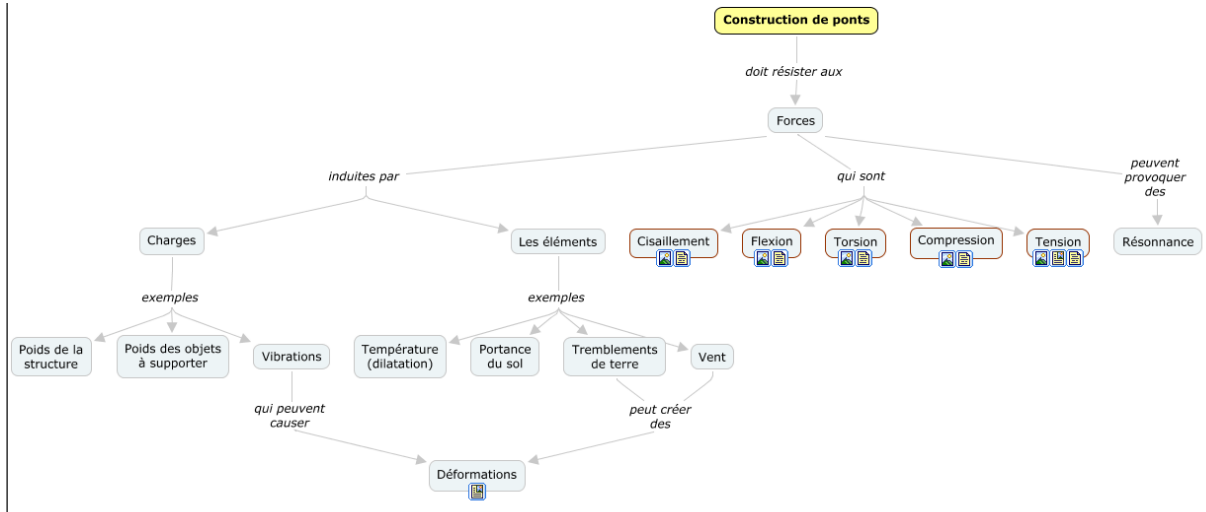 Construction de ponts
doit résister aux
Forces
induites par
qui sont
peuvent
provoquer
des
Charges
Les éléments
Cisaillement
Flexion
Torsion
Compression
Tension
Résonnance
exemples
exemples
Poids de la
structure
Poids des objets
à supporter
Vibrations
Température
(dilatation)
Portance
du sol
Tremblements
de terre
Vent
qui peuvent
causer
peut créer
des
Déformations